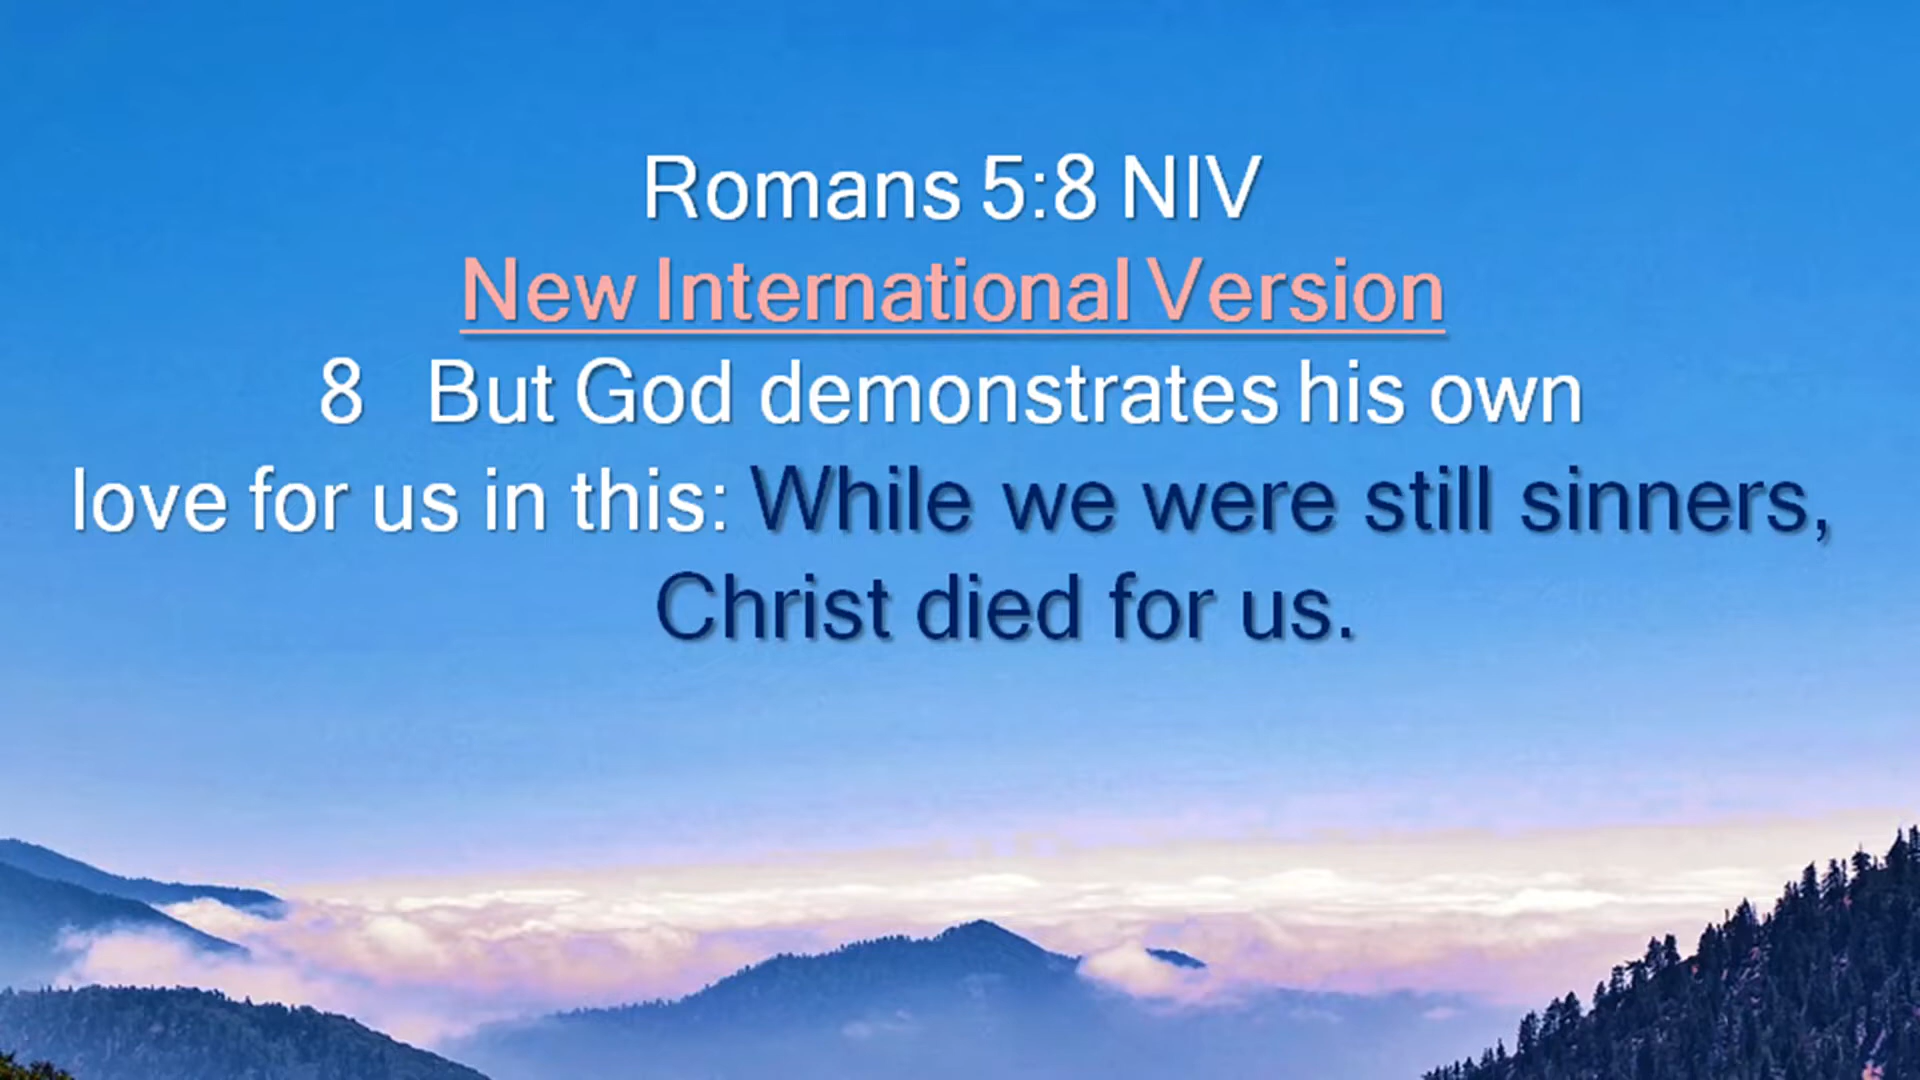 Romans 5:8 NIV
New International Version
8 But God demonstrates his own
love for us in this: While we were still sinners,
Christ died for us.